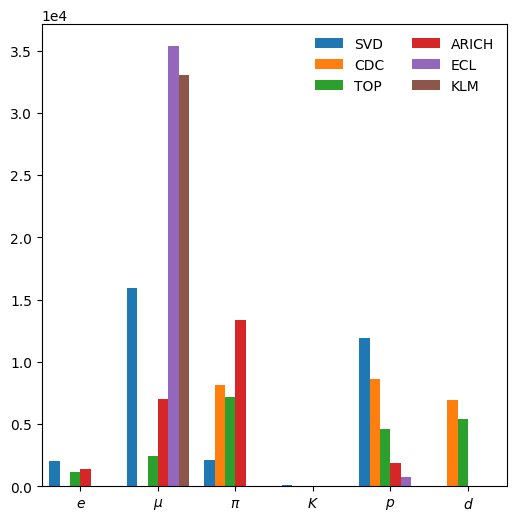 1e4
3.5
3.0
2.5
2.0
1.5
1.0
0.5
0.0
SVD
CDC
TOP
ARICH
ECL
KLM
e μ π K p d